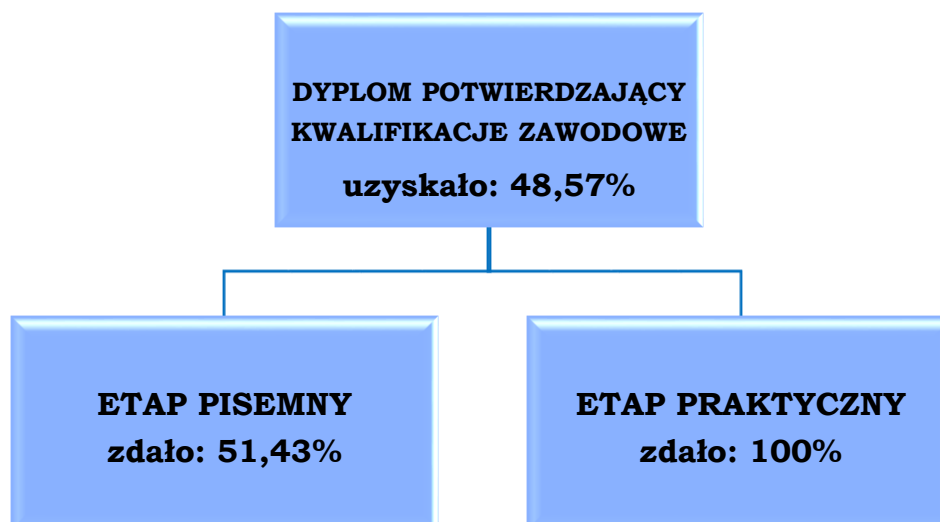 DYPLOM POTWIERDZAJĄCY
KWALIFIKACJE ZAWODOWE
uzyskało: 48,57%
ETAP PISEMNY
zdało: 51,43%
ETAP PRAKTYCZNY
zdało: 100%